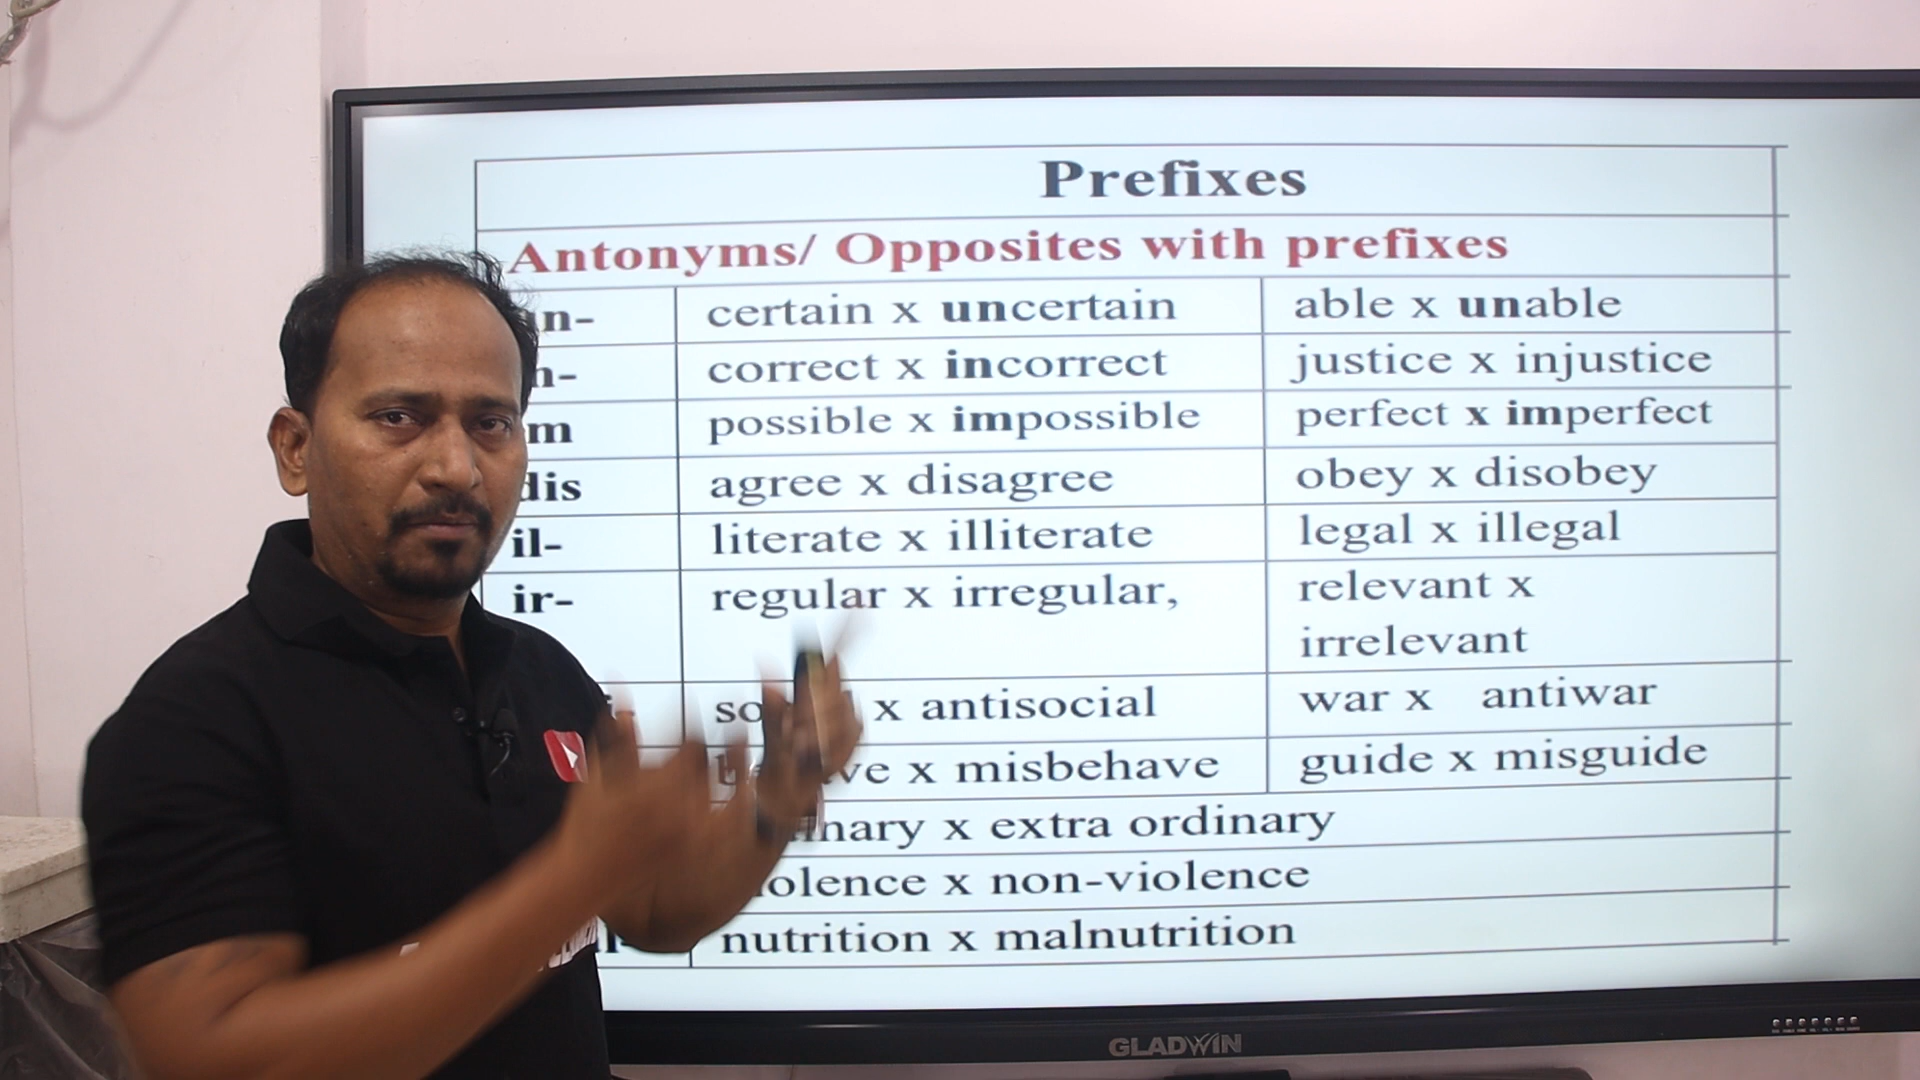 Prefixes
Antonyms/ Opposites with prefixes
certain x uncertain able x unable
correct x incorrect justice x injustice
possible x impossible perfect x imperfect
dis agree x disagree obey x disobey
il- literate x illiterate legal x illegal
ir- regular x irregular, relevant x
irrelevant
x antisocial war x antiwar
x misbehave guide x misguide
x extra ordinary
x non-violence
nutrition x malnutrition
GLADWIN